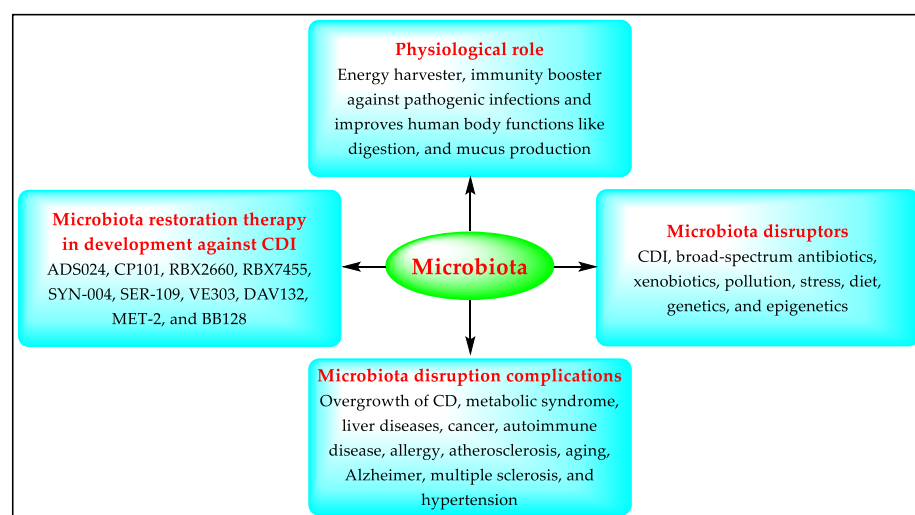 Physiological role
Energy harvester, immunity booster
against pathogenic infections and
improves human body functions like
digestion, and mucus production
Microbiota restoration therapy
in development against CDI
ADS024, CP101, RBX2660, RBX7455,
SYN-004, SER-109, VE303, DAV132,
MET-2, and BB128
Microbiota
Microbiota disruptors
CDI, broad-spectrum antibiotics,
xenobiotics, pollution, stress, diet,
genetics, and epigenetics
Microbiota disruption complications
Overgrowth of CD, metabolic syndrome,
liver diseases, cancer, autoimmune
disease, allergy, atherosclerosis, aging,
Alzheimer, multiple sclerosis, and
hypertension